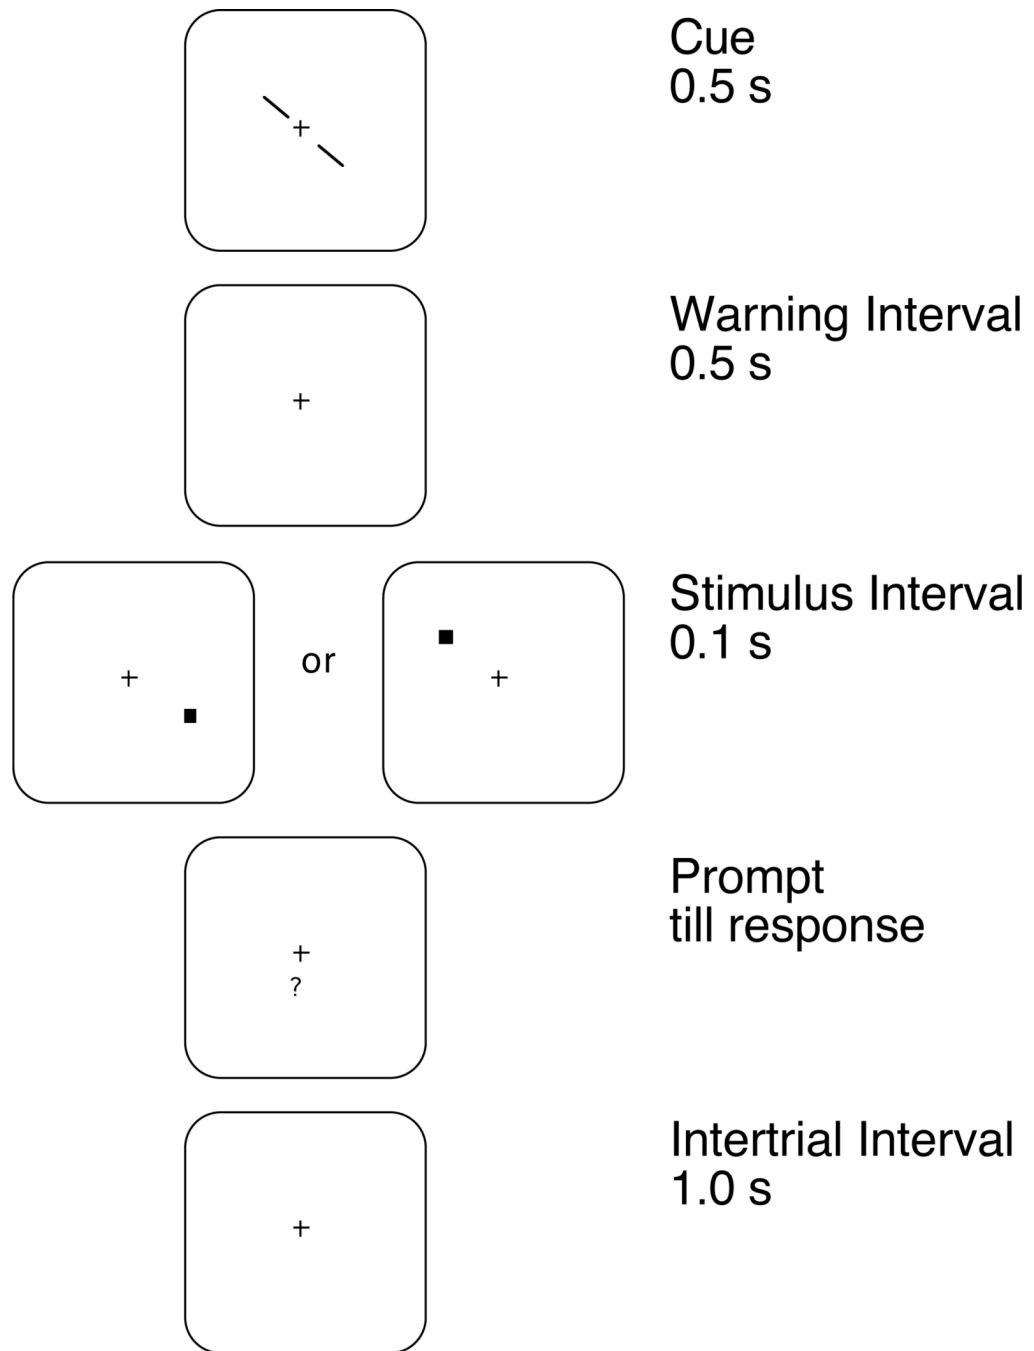 Cue
0.5 s
Warning Interval
0.5 s
or
Stimulus Interval
0.1 s
Prompt
till response
?
Intertrial Interval
1.0 s